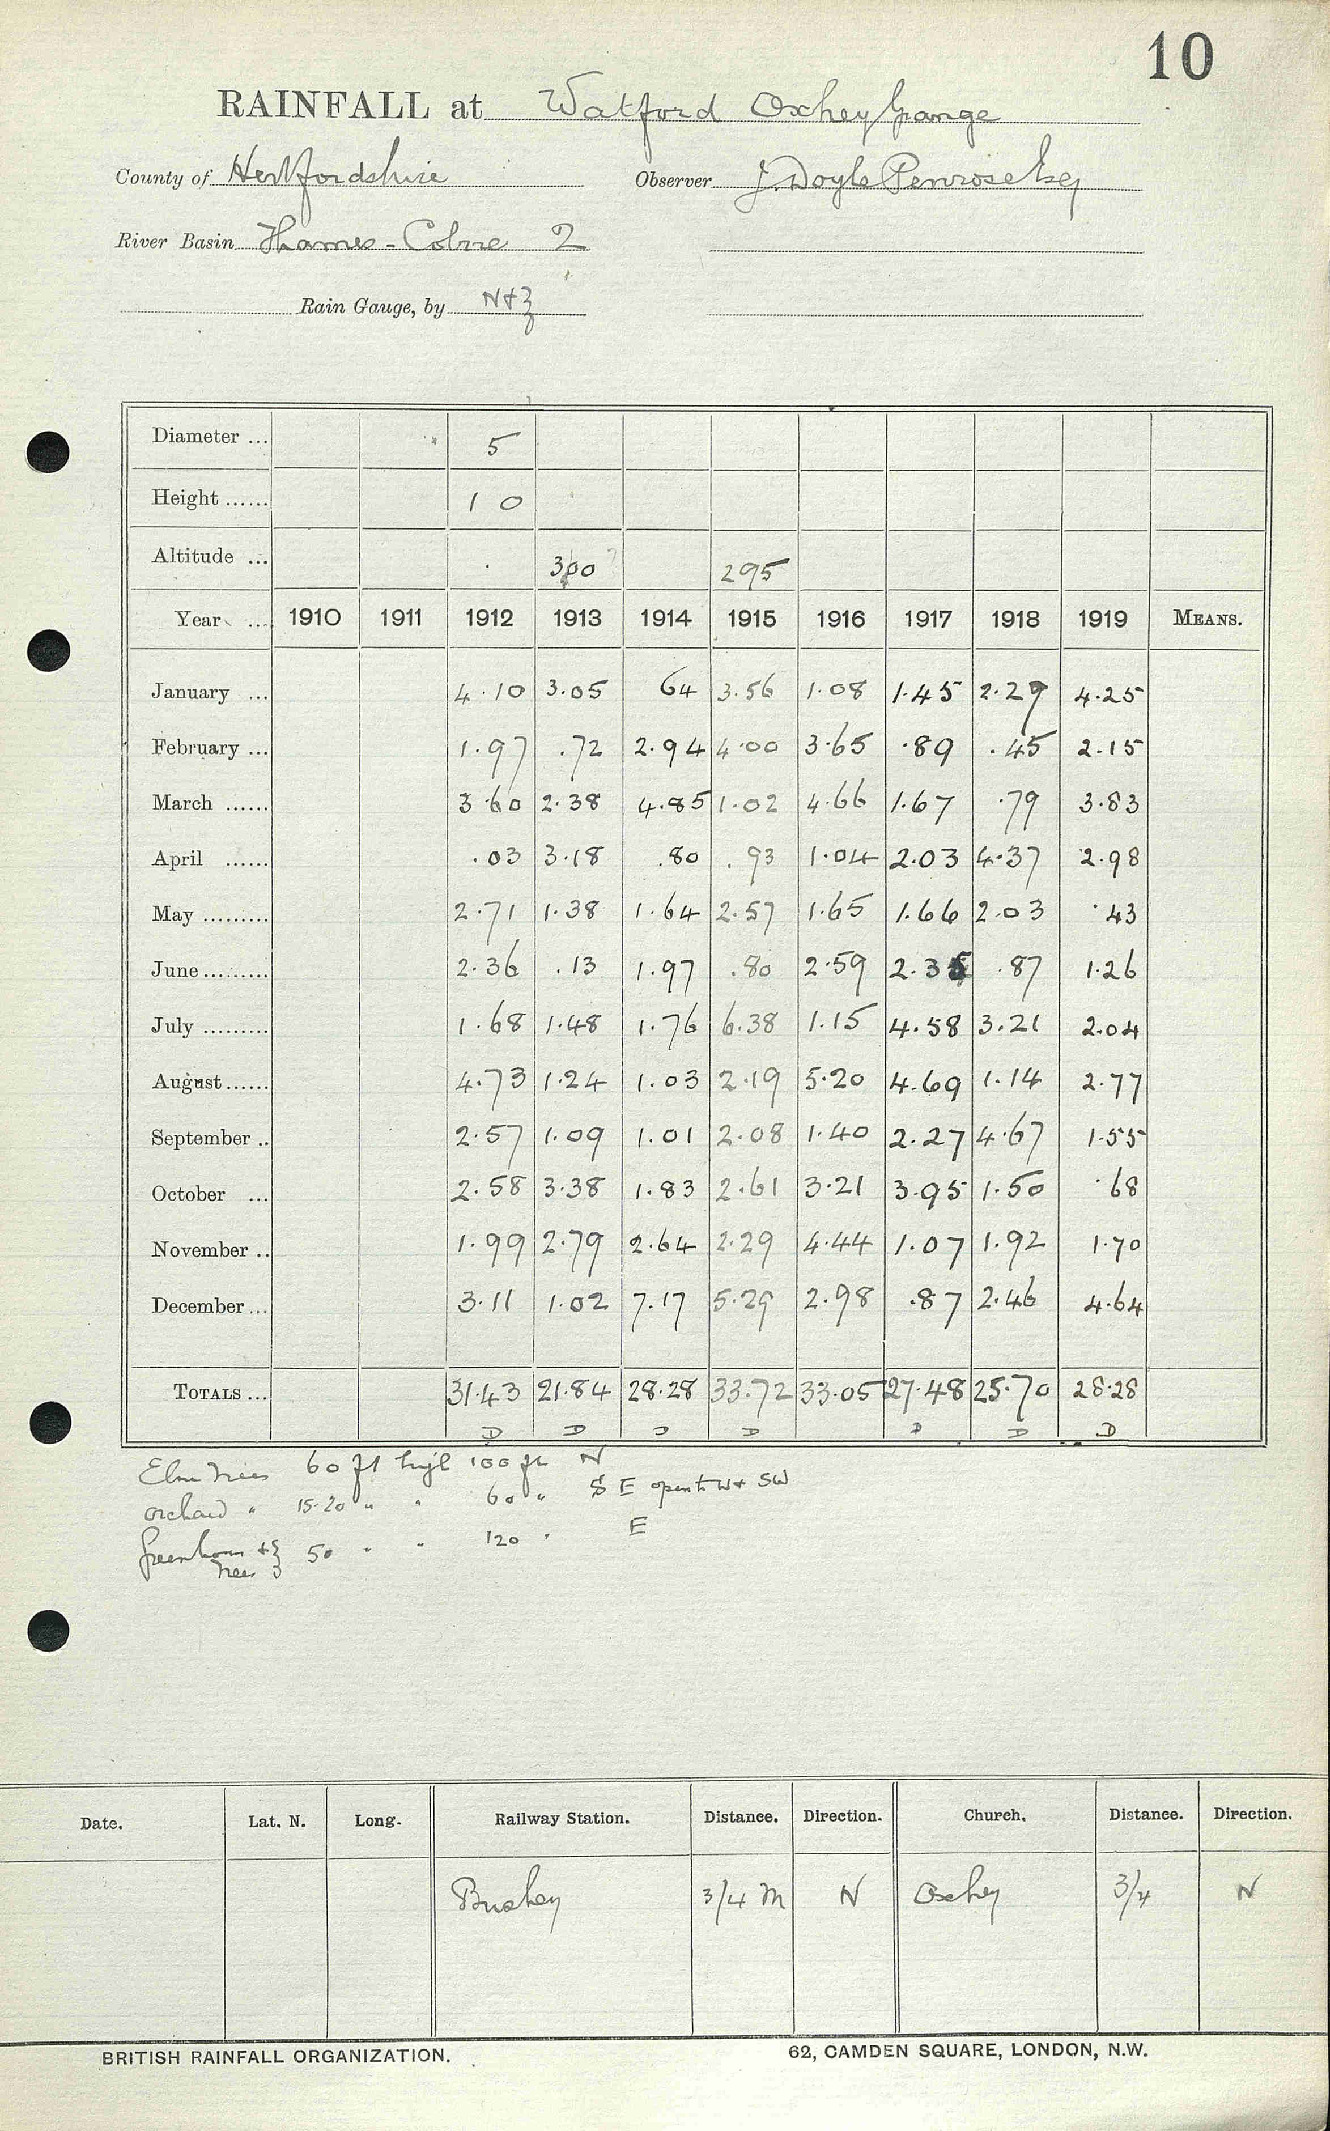 10
RAINFALL at Watford Oxhey Grange
County of Hertfordshire Observer J. Doyle Penrose Esq
River Basin Thames - Colne 2
Rain Gauge, by N+Z
Diameter ... 5
Height ...... 1 0
Altitude ... 300 ? 295
Year ... 1910 1911 1912 1913 1914 1915 1916 1917 1918 1919 MEANS.
January ... 4.10 3.05 64 3.56 1.08 1.45 2.29 4.25
February ... 1.97 .72 2.94 4.00 3.65 .89 .45 2.15
March ...... 3.60 2.38 4.85 1.02 4.66 1.67 .79 3.83
April ...... .03 3.18 .80 .93 1.04 2.03 4.37 2.98
May ......... 2.71 1.38 1.64 2.57 1.65 1.66 2.03 .43
June ......... 2.36 .13 1.97 .80 2.59 2.35 .87 1.26
July ......... 1.68 1.48 1.76 6.38 1.15 4.58 3.21 2.04
August ...... 4.73 1.24 1.03 2.19 5.20 4.69 1.14 2.77
September .. 2.57 1.09 1.01 2.08 1.40 2.27 4.67 1.55
October ... 2.58 3.38 1.83 2.61 3.21 3.95 1.50 .68
November .. 1.99 2.79 2.64 2.29 4.44 1.07 1.92 1.70
December ... 3.11 1.02 7.17 5.29 2.98 .87 2.46 4.64
TOTALS ... 31.43 21.84 28.28 33.72 33.05 27.48 25.70 28.28
D D D D D D D
Elm trees 60 ft high 100 ft N
orchard " 15-20 " " 60 " S E open to W + SW
Greenhouse + 50 " " 120 " E
trees
Date. Lat. N. Long. Railway Station. Distance. Direction. Church. Distance. Direction.
Bushey 3/4 m N Oxhey 3/4 N
BRITISH RAINFALL ORGANIZATION. 62, CAMDEN SQUARE, LONDON, N.W.